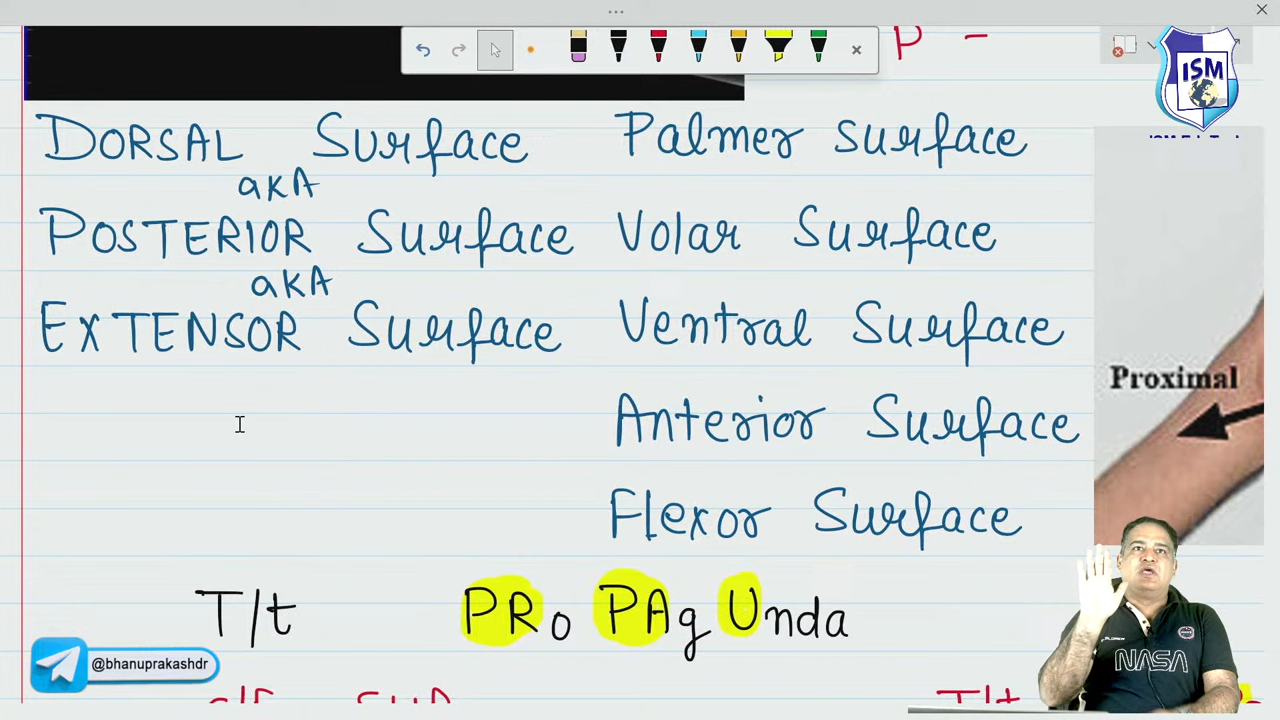 P -
ISM
DORSAL Surface
Palmer surface
aKA
POSTERIOR Surface
Volar Surface
aKA
EXTENSOR Surface
Ventral Surface
Proximal
Anterior Surface
Flexor Surface
T/t PRo PAg Unda
@bhanuprakashdr
NASA
T/t